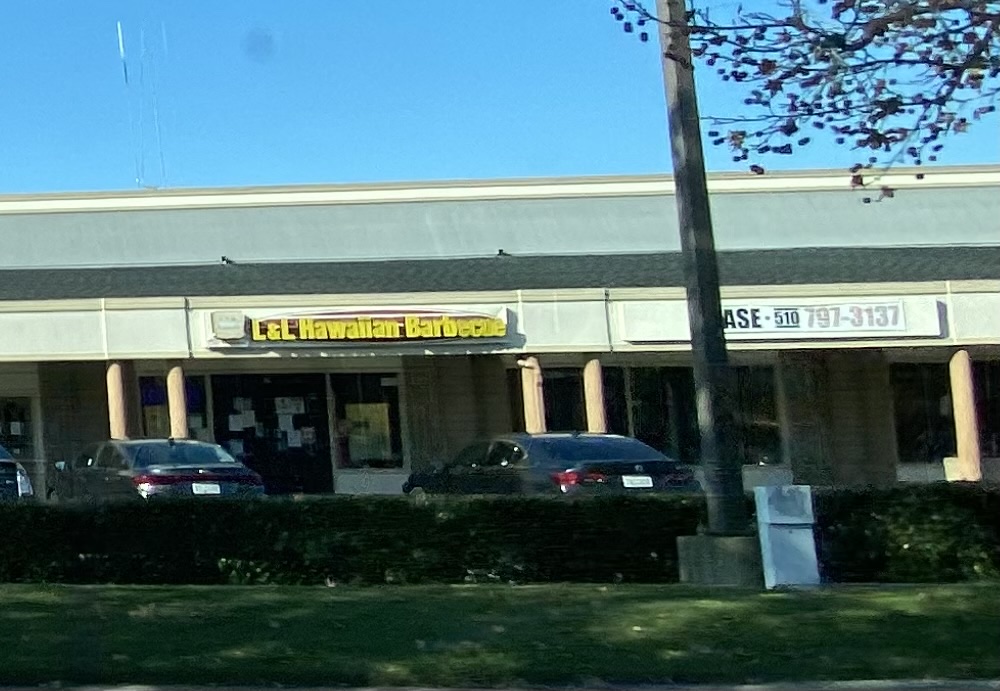 L&L Hawaiian Barbecue
ASE • 510 797-3137